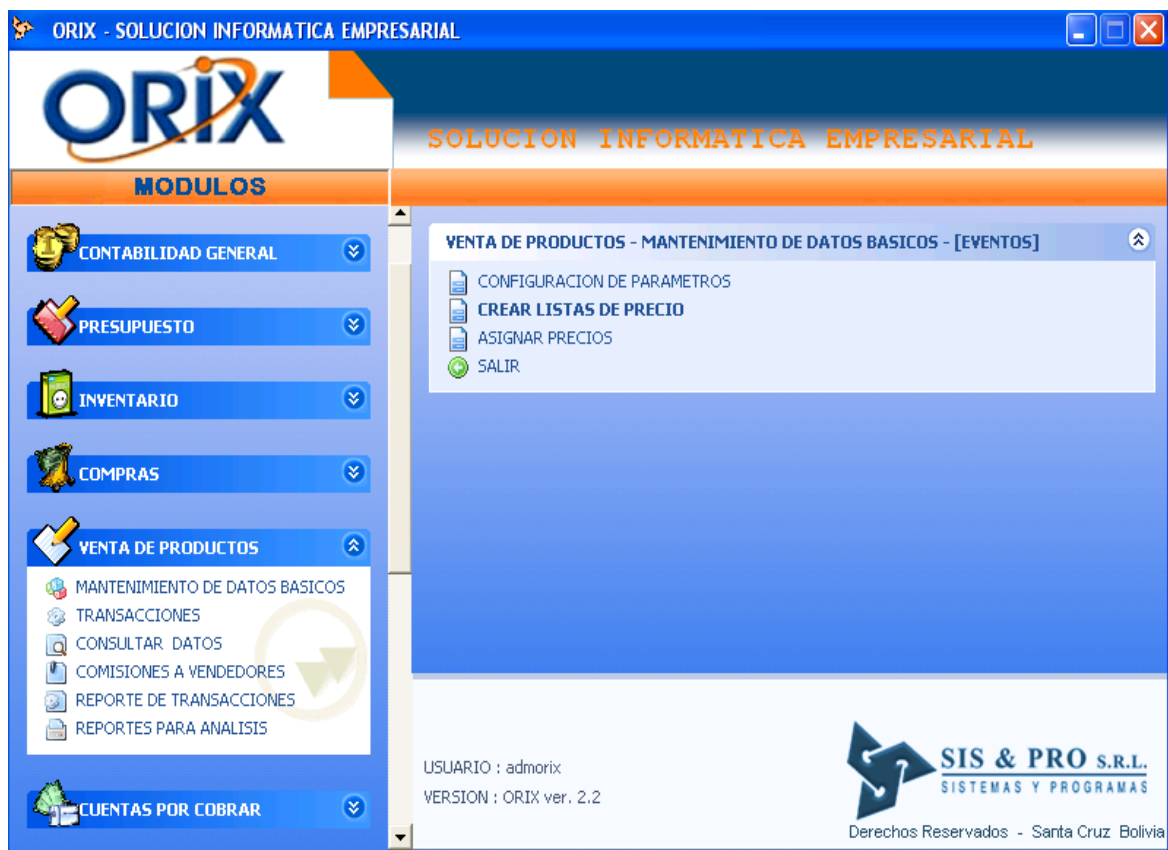 ORIX - SOLUCION INFORMATICA EMPRESARIAL
ORIX
SOLUCION INFORMATICA EMPRESARIAL
MODULOS
CONTABILIDAD GENERAL
PRESUPUESTO
INVENTARIO
COMPRAS
VENTA DE PRODUCTOS
MANTENIMIENTO DE DATOS BASICOS
TRANSACCIONES
CONSULTAR DATOS
COMISIONES A VENDEDORES
REPORTE DE TRANSACCIONES
REPORTES PARA ANALISIS
CUENTAS POR COBRAR
VENTA DE PRODUCTOS - MANTENIMIENTO DE DATOS BASICOS - [EVENTOS]
CONFIGURACION DE PARAMETROS
CREAR LISTAS DE PRECIO
ASIGNAR PRECIOS
SALIR
USUARIO : admorix
VERSION : ORIX ver. 2.2
SIS & PRO S.R.L.
SISTEMAS Y PROGRAMAS
Derechos Reservados - Santa Cruz Bolivia